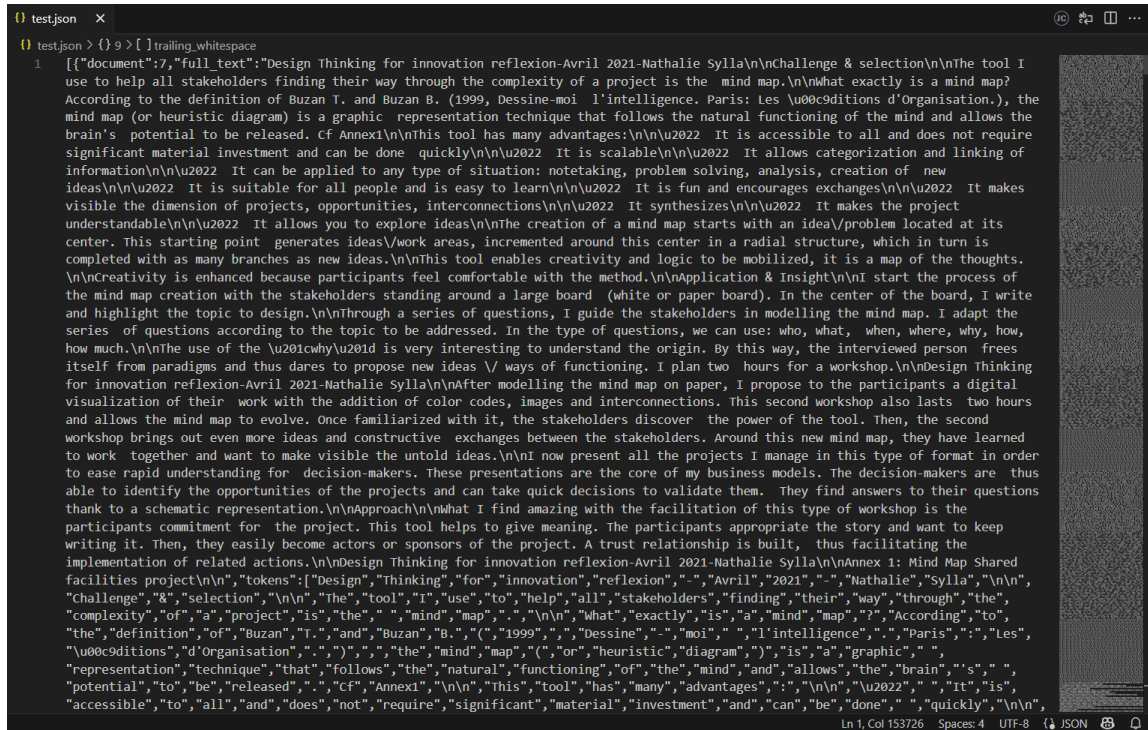 {} test.json ×
JC
{} test.json > {} 9 > [ ] trailing_whitespace
1 [{"document":7,"full_text":"Design Thinking for innovation reflexion-Avril 2021-Nathalie Sylla\n\nChallenge & selection\n\nThe tool I
use to help all stakeholders finding their way through the complexity of a project is the  mind map.\n\nWhat exactly is a mind map?
According to the definition of Buzan T. and Buzan B. (1999, Dessine-moi  l'intelligence. Paris: Les \u00c9ditions d'Organisation.), the
mind map (or heuristic diagram) is a graphic  representation technique that follows the natural functioning of the mind and allows the
brain's  potential to be released. Cf Annex1\n\nThis tool has many advantages:\n\n\u2022  It is accessible to all and does not require
significant material investment and can be done  quickly\n\n\u2022  It is scalable\n\n\u2022  It allows categorization and linking of
information\n\n\u2022  It can be applied to any type of situation: notetaking, problem solving, analysis, creation of  new
ideas\n\n\u2022  It is suitable for all people and is easy to learn\n\n\u2022  It is fun and encourages exchanges\n\n\u2022  It makes
visible the dimension of projects, opportunities, interconnections\n\n\u2022  It synthesizes\n\n\u2022  It makes the project
understandable\n\n\u2022  It allows you to explore ideas\n\nThe creation of a mind map starts with an idea\/problem located at its
center. This starting point  generates ideas\/work areas, incremented around this center in a radial structure, which in turn is
completed with as many branches as new ideas.\n\nThis tool enables creativity and logic to be mobilized, it is a map of the thoughts.
\n\nCreativity is enhanced because participants feel comfortable with the method.\n\nApplication & Insight\n\nI start the process of
the mind map creation with the stakeholders standing around a large board  (white or paper board). In the center of the board, I write
and highlight the topic to design.\n\nThrough a series of questions, I guide the stakeholders in modelling the mind map. I adapt the
series  of questions according to the topic to be addressed. In the type of questions, we can use: who, what,  when, where, why, how,
how much.\n\nThe use of the \u201cwhy\u201d is very interesting to understand the origin. By this way, the interviewed person  frees
itself from paradigms and thus dares to propose new ideas \/ ways of functioning. I plan two  hours for a workshop.\n\nDesign Thinking
for innovation reflexion-Avril 2021-Nathalie Sylla\n\nAfter modelling the mind map on paper, I propose to the participants a digital
visualization of their  work with the addition of color codes, images and interconnections. This second workshop also lasts  two hours
and allows the mind map to evolve. Once familiarized with it, the stakeholders discover  the power of the tool. Then, the second
workshop brings out even more ideas and constructive  exchanges between the stakeholders. Around this new mind map, they have learned
to work  together and want to make visible the untold ideas.\n\nI now present all the projects I manage in this type of format in order
to ease rapid understanding for  decision-makers. These presentations are the core of my business models. The decision-makers are  thus
able to identify the opportunities of the projects and can take quick decisions to validate them.  They find answers to their questions
thank to a schematic representation.\n\nApproach\n\nWhat I find amazing with the facilitation of this type of workshop is the
participants commitment for  the project. This tool helps to give meaning. The participants appropriate the story and want to keep
writing it. Then, they easily become actors or sponsors of the project. A trust relationship is built,  thus facilitating the
implementation of related actions.\n\nDesign Thinking for innovation reflexion-Avril 2021-Nathalie Sylla\n\nAnnex 1: Mind Map Shared
facilities project\n\n","tokens":["Design","Thinking","for","innovation","reflexion","-","Avril","2021","-","Nathalie","Sylla","\n\n",
"Challenge","&","selection","\n\n","The","tool","I","use","to","help","all","stakeholders","finding","their","way","through","the",
"complexity","of","a","project","is","the"," ","mind","map",".","\n\n","What","exactly","is","a","mind","map","?","According","to",
"the","definition","of","Buzan","T.","and","Buzan","B.","(","1999",",","Dessine","-","moi"," ","l'intelligence",".","Paris",":","Les",
"\u00c9ditions","d'Organisation",".",")",",","the","mind","map","(","or","heuristic","diagram",")","is","a","graphic"," ",
"representation","technique","that","follows","the","natural","functioning","of","the","mind","and","allows","the","brain","'s"," ",
"potential","to","be","released",".","Cf","Annex1","\n\n","This","tool","has","many","advantages",":","\n\n","\u2022"," ","It","is",
"accessible","to","all","and","does","not","require","significant","material","investment","and","can","be","done"," ","quickly","\n\n",
Ln 1, Col 153726 Spaces: 4 UTF-8 {} JSON